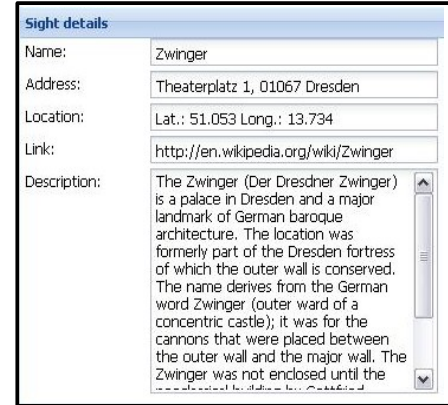 Sight details
Name: Zwinger
Address: Theaterplatz 1, 01067 Dresden
Location: Lat.: 51.053 Long.: 13.734
Link: http://en.wikipedia.org/wiki/Zwinger
Description: The Zwinger (Der Dresdner Zwinger)
is a palace in Dresden and a major
landmark of German baroque
architecture. The location was
formerly part of the Dresden fortress
of which the outer wall is conserved.
The name derives from the German
word Zwinger (outer ward of a
concentric castle); it was for the
cannons that were placed between
the outer wall and the major wall. The
Zwinger was not enclosed until the